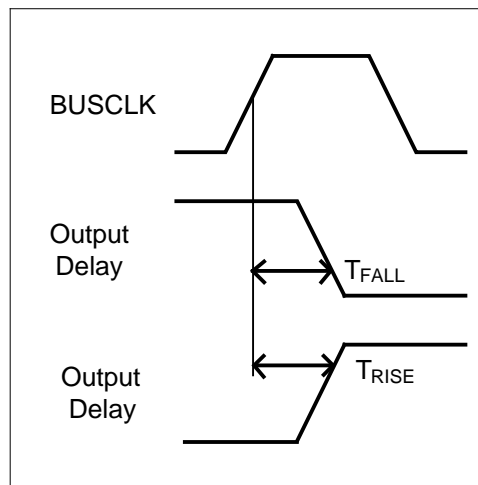 BUSCLK
Output
Delay
TFALL
Output
Delay
TRISE